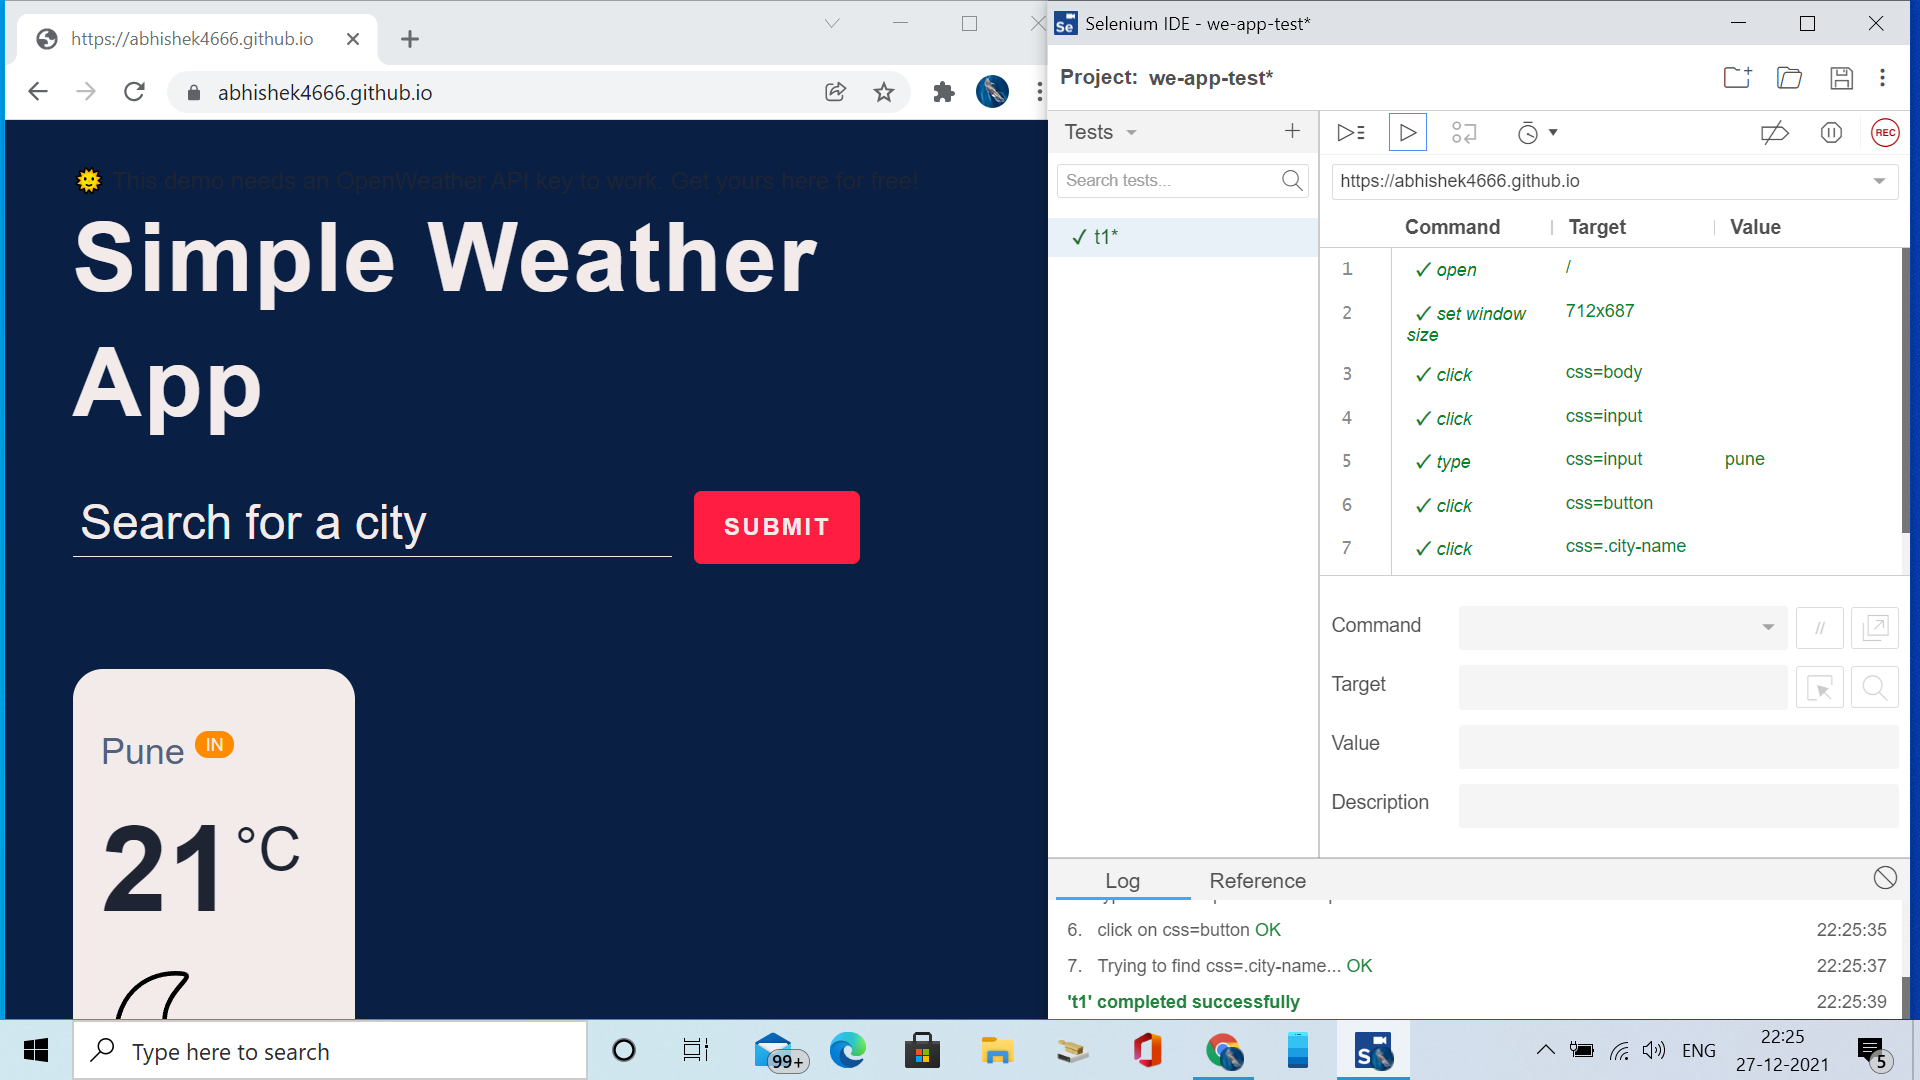 https://abhishek4666.github.io
abhishek4666.github.io
🌞 This demo needs an OpenWeather API key to work. Get yours here for free!
Simple Weather
App
Search for a city
SUBMIT
Pune IN
21 °C
Se Selenium IDE - we-app-test*
Project: we-app-test*
Tests
Search tests...
✓ t1*
REC
https://abhishek4666.github.io
Command Target Value
1 ✓ open /
2 ✓ set window size 712x687
3 ✓ click css=body
4 ✓ click css=input
5 ✓ type css=input pune
6 ✓ click css=button
7 ✓ click css=.city-name
Command
//
Target
Value
Description
Log Reference
6. click on css=button OK 22:25:35
7. Trying to find css=.city-name... OK 22:25:37
't1' completed successfully 22:25:39
Type here to search
99+
ENG
22:25
27-12-2021
5